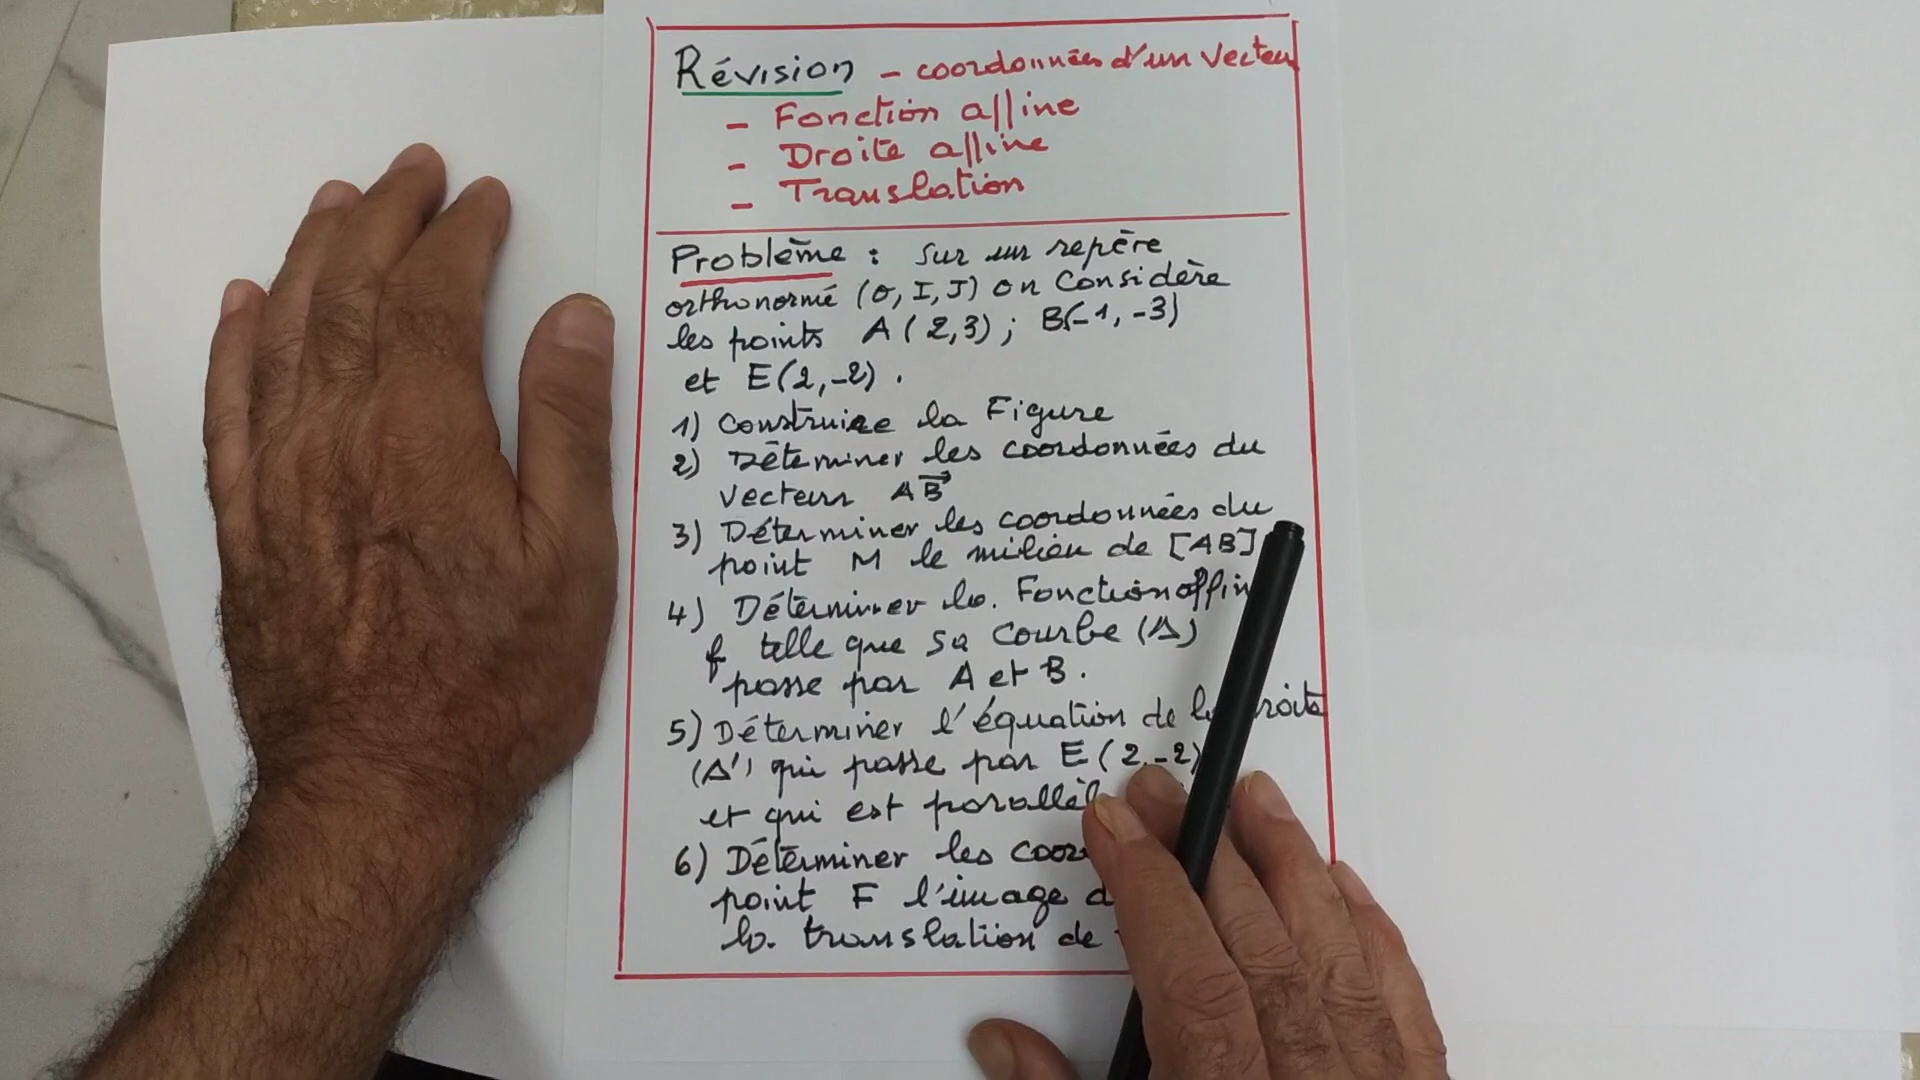 Révision - coordonnées d'un vecteur
- Fonction affine
- Droite affine
- Translation
Problème : sur un repère
orthonormé (O, I, J) on considère
les points A(2,3) ; B(-1, -3)
et E(2,-2) .
1) Construire la Figure
2) Déterminer les coordonnées du
vecteur AB
3) Déterminer les coordonnées du
point M le milieu de [AB]
4) Déterminer la Fonction affin
f telle que sa courbe (Δ)
passe par A et B.
5) Déterminer l'équation de la droite
(Δ') qui passe par E(2,-2)
et qui est parallèl
6) Déterminer les coor
point F l'image d
la translation de